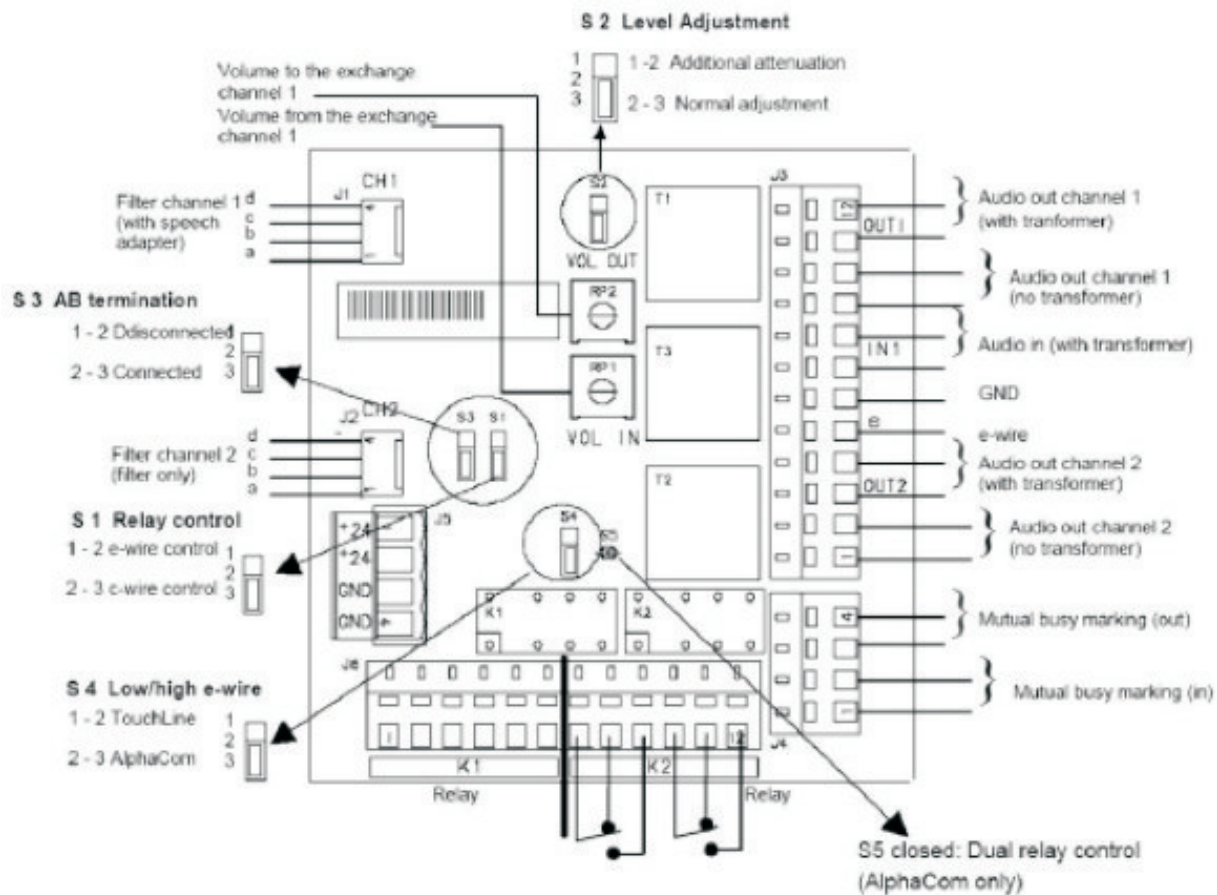 S 2 Level Adjustment
1
2
3
1 -2 Additional attenuation
2 - 3 Normal adjustment
Volume to the exchange
channel 1
Volume from the exchange
channel 1
Filter channel 1
(with speech
adapter)
d
c
b
a
J1
CH1
S2
VOL OUT
RP2
RP1
VOL IN
T1
T3
T2
J3
12
OUT1
IN1
e
OUT2
1
Audio out channel 1
(with tranformer)
Audio out channel 1
(no transformer)
Audio in (with transformer)
GND
e-wire
Audio out channel 2
(with transformer)
Audio out channel 2
(no transformer)
S 3 AB termination
1 - 2 Ddisconnected
2 - 3 Connected
1
2
3
S3
S1
J2
CH2
Filter channel 2
(filter only)
d
c
b
a
S 1 Relay control
1 - 2 e-wire control
2 - 3 c-wire control
1
2
3
J5
+24
+24
GND
GND
S4
K1
K2
S 4 Low/high e-wire
1 - 2 TouchLine
2 - 3 AlphaCom
1
2
3
J6
1
12
K1
K2
Relay
Relay
4
1
J4
Mutual busy marking (out)
Mutual busy marking (in)
S5 closed: Dual relay control
(AlphaCom only)